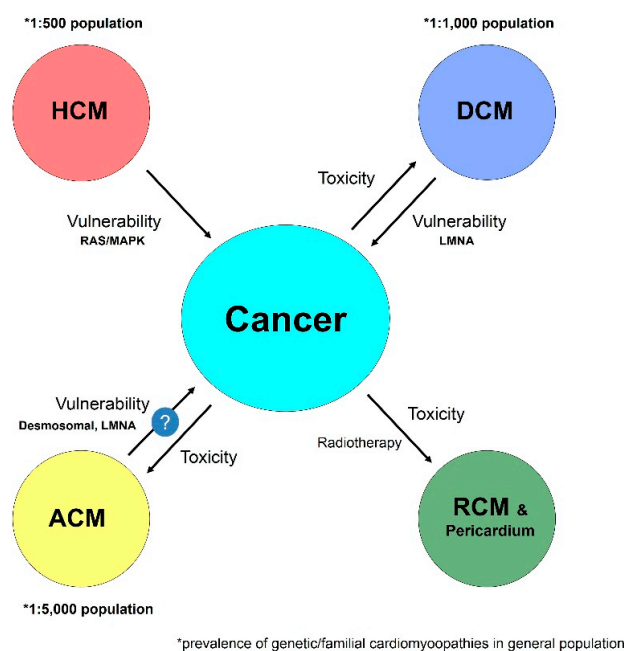 *1:500 population
*1:1,000 population
HCM
DCM
Toxicity
Vulnerability
RAS/MAPK
Vulnerability
LMNA
Cancer
Vulnerability
Desmosomal, LMNA
?
Toxicity
Toxicity
Radiotherapy
ACM
RCM &
Pericardium
*1:5,000 population
*prevalence of genetic/familial cardiomyoopathies in general population